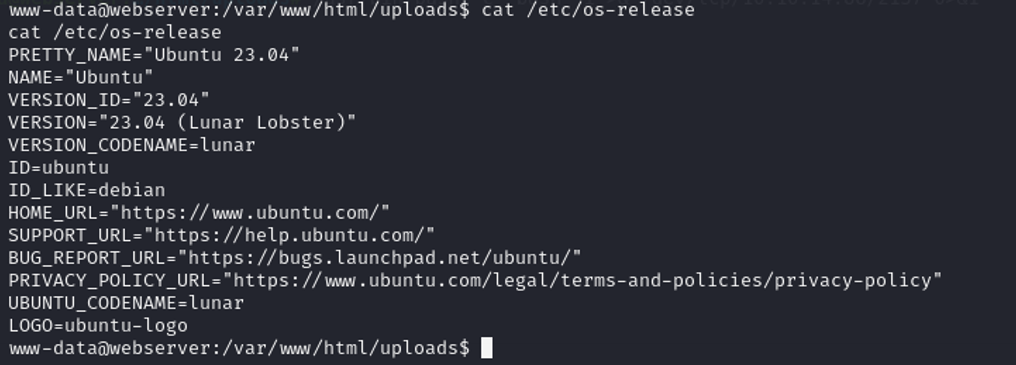 www-data@webserver:/var/www/html/uploads$ cat /etc/os-release
cat /etc/os-release
PRETTY_NAME="Ubuntu 23.04"
NAME="Ubuntu"
VERSION_ID="23.04"
VERSION="23.04 (Lunar Lobster)"
VERSION_CODENAME=lunar
ID=ubuntu
ID_LIKE=debian
HOME_URL="https://www.ubuntu.com/"
SUPPORT_URL="https://help.ubuntu.com/"
BUG_REPORT_URL="https://bugs.launchpad.net/ubuntu/"
PRIVACY_POLICY_URL="https://www.ubuntu.com/legal/terms-and-policies/privacy-policy"
UBUNTU_CODENAME=lunar
LOGO=ubuntu-logo
www-data@webserver:/var/www/html/uploads$